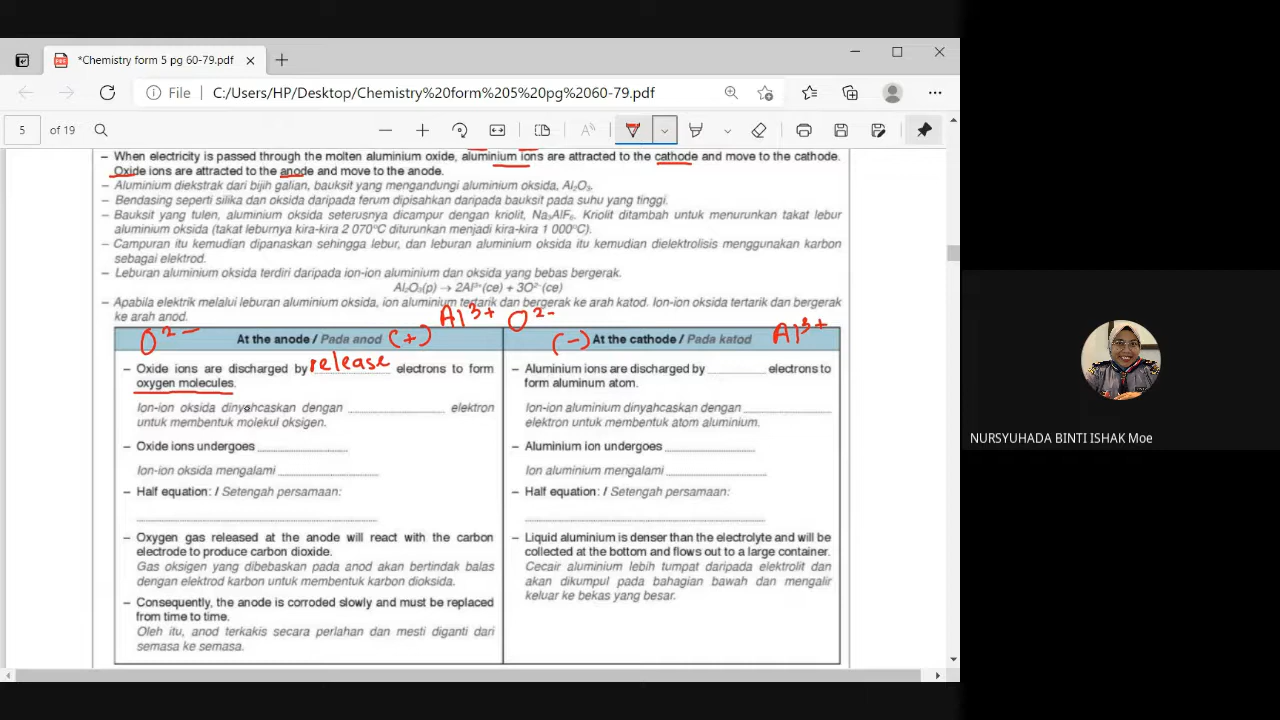 *Chemistry form 5 pg 60-79.pdf
File C:/Users/HP/Desktop/Chemistry%20form%205%20pg%2060-79.pdf
5 of 19
– When electricity is passed through the molten aluminium oxide, aluminium ions are attracted to the cathode and move to the cathode.
Oxide ions are attracted to the anode and move to the anode.
– Aluminium diekstrak dari bijih galian, bauksit yang mengandungi aluminium oksida, Al₂O₃.
– Bendasing seperti silika dan oksida daripada ferum dipisahkan daripada bauksit pada suhu yang tinggi.
– Bauksit yang tulen, aluminium oksida seterusnya dicampur dengan kriolit, Na₃AlF₆. Kriolit ditambah untuk menurunkan takat lebur
aluminium oksida (takat leburnya kira-kira 2 070°C diturunkan menjadi kira-kira 1 000°C).
– Campuran itu kemudian dipanaskan sehingga lebur, dan leburan aluminium oksida itu kemudian dielektrolisis menggunakan karbon
sebagai elektrod.
– Leburan aluminium oksida terdiri daripada ion-ion aluminium dan oksida yang bebas bergerak.
Al₂O₃(p) → 2Al³⁺(ce) + 3O²⁻(ce)
– Apabila elektrik melalui leburan aluminium oksida, ion aluminium tertarik dan bergerak ke arah katod. Ion-ion oksida tertarik dan bergerak
ke arah anod.
Al³⁺ O²⁻
O²⁻ At the anode / Pada anod (+)
– Oxide ions are discharged by release electrons to form
oxygen molecules.
Ion-ion oksida dinyahcaskan dengan elektron
untuk membentuk molekul oksigen.
– Oxide ions undergoes
Ion-ion oksida mengalami
– Half equation: / Setengah persamaan:
– Oxygen gas released at the anode will react with the carbon
electrode to produce carbon dioxide.
Gas oksigen yang dibebaskan pada anod akan bertindak balas
dengan elektrod karbon untuk membentuk karbon dioksida.
– Consequently, the anode is corroded slowly and must be replaced
from time to time.
Oleh itu, anod terkakis secara perlahan dan mesti diganti dari
semasa ke semasa.
(−) At the cathode / Pada katod Al³⁺
– Aluminium ions are discharged by electrons to
form aluminum atom.
Ion-ion aluminium dinyahcaskan dengan
elektron untuk membentuk atom aluminium.
– Aluminium ion undergoes
Ion aluminium mengalami
– Half equation: / Setengah persamaan:
– Liquid aluminium is denser than the electrolyte and will be
collected at the bottom and flows out to a large container.
Cecair aluminium lebih tumpat daripada elektrolit dan
akan dikumpul pada bahagian bawah dan mengalir
keluar ke bekas yang besar.
NURSYUHADA BINTI ISHAK Moe